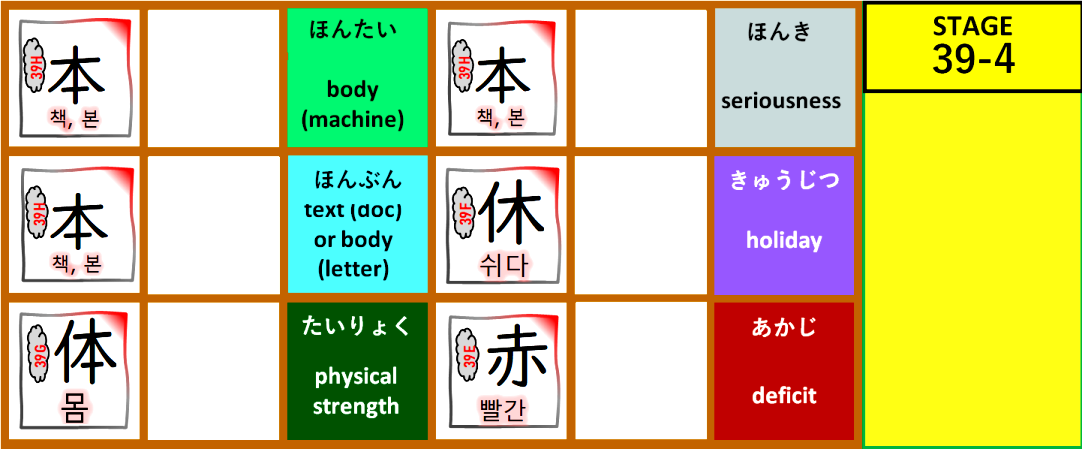 39H
本
책, 본
ほんたい
body
(machine)
39H
本
책, 본
ほんき
seriousness
STAGE
39-4
39H
本
책, 본
ほんぶん
text (doc)
or body
(letter)
39F
休
쉬다
きゅうじつ
holiday
39G
体
몸
たいりょく
physical
strength
39E
赤
빨간
あかじ
deficit